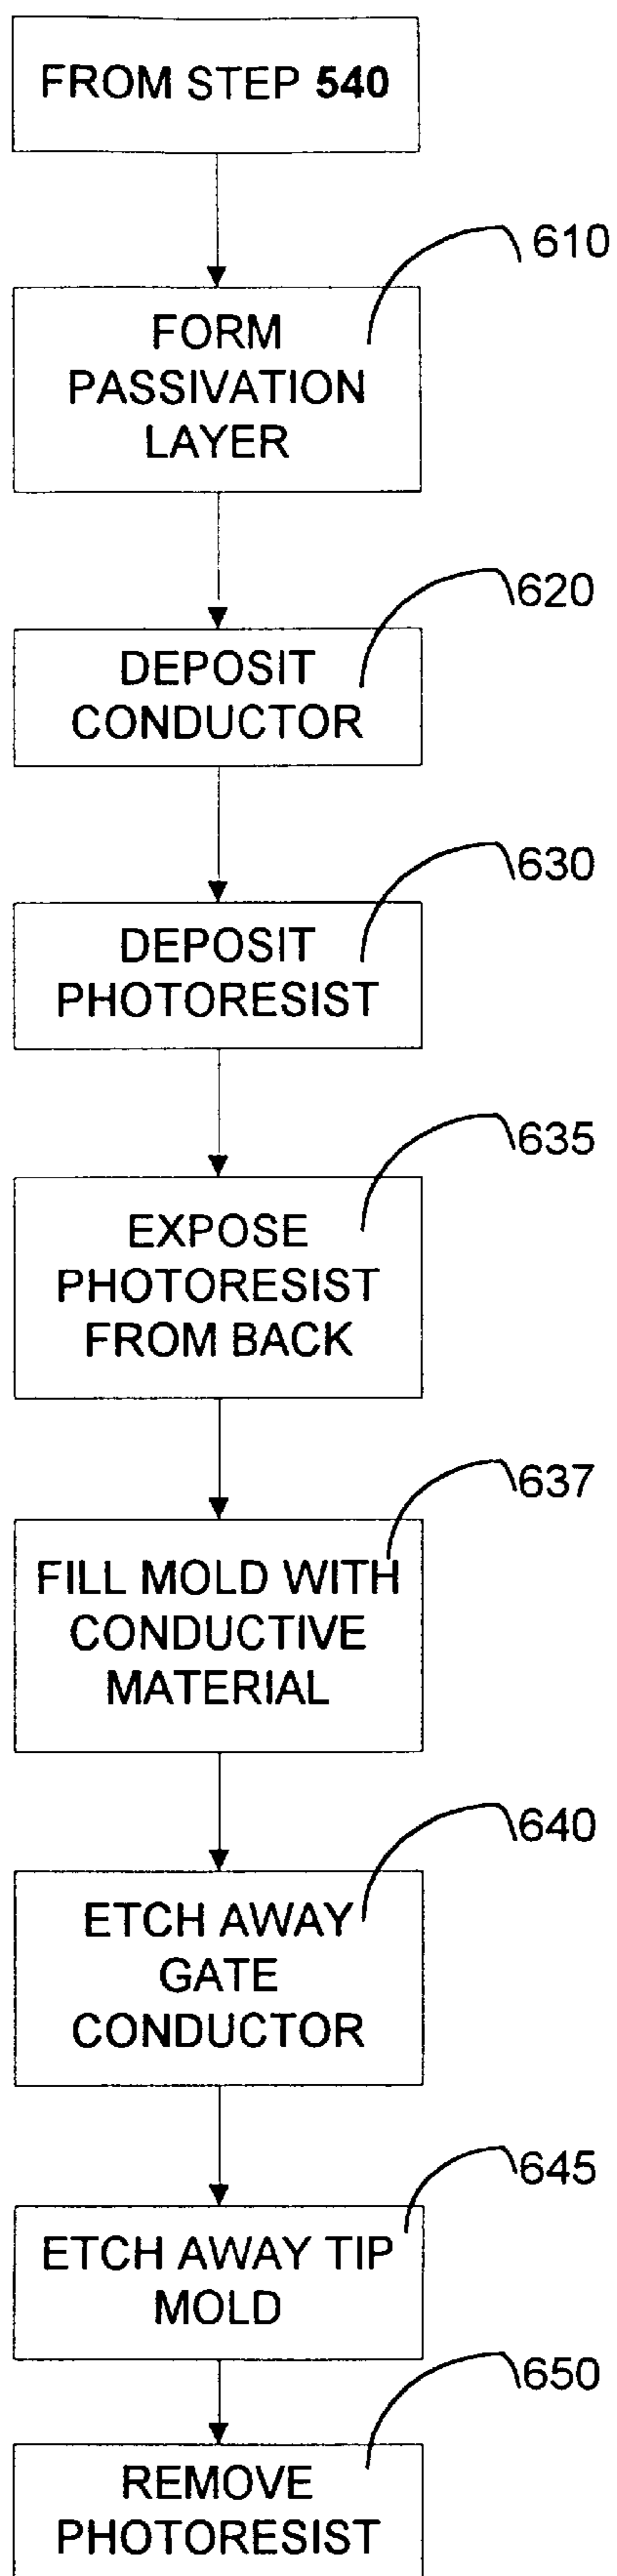 FROM STEP 540
610
FORM
PASSIVATION
LAYER
620
DEPOSIT
CONDUCTOR
630
DEPOSIT
PHOTORESIST
635
EXPOSE
PHOTORESIST
FROM BACK
637
FILL MOLD WITH
CONDUCTIVE
MATERIAL
640
ETCH AWAY
GATE
CONDUCTOR
645
ETCH AWAY TIP
MOLD
650
REMOVE
PHOTORESIST